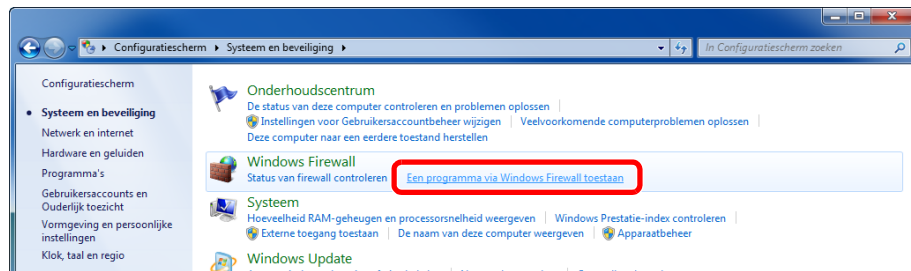 Configuratiescherm ▸ Systeem en beveiliging ▸
In Configuratiescherm zoeken
Configuratiescherm
Systeem en beveiliging
Netwerk en internet
Hardware en geluiden
Programma's
Gebruikersaccounts en
Ouderlijk toezicht
Vormgeving en persoonlijke
instellingen
Klok, taal en regio
Onderhoudscentrum
De status van deze computer controleren en problemen oplossen
Instellingen voor Gebruikersaccountbeheer wijzigen Veelvoorkomende computerproblemen oplossen
Deze computer naar een eerdere toestand herstellen
Windows Firewall
Status van firewall controleren Een programma via Windows Firewall toestaan
Systeem
Hoeveelheid RAM-geheugen en processorsnelheid weergeven Windows Prestatie-index controleren
Externe toegang toestaan De naam van deze computer weergeven Apparaatbeheer
Windows Update